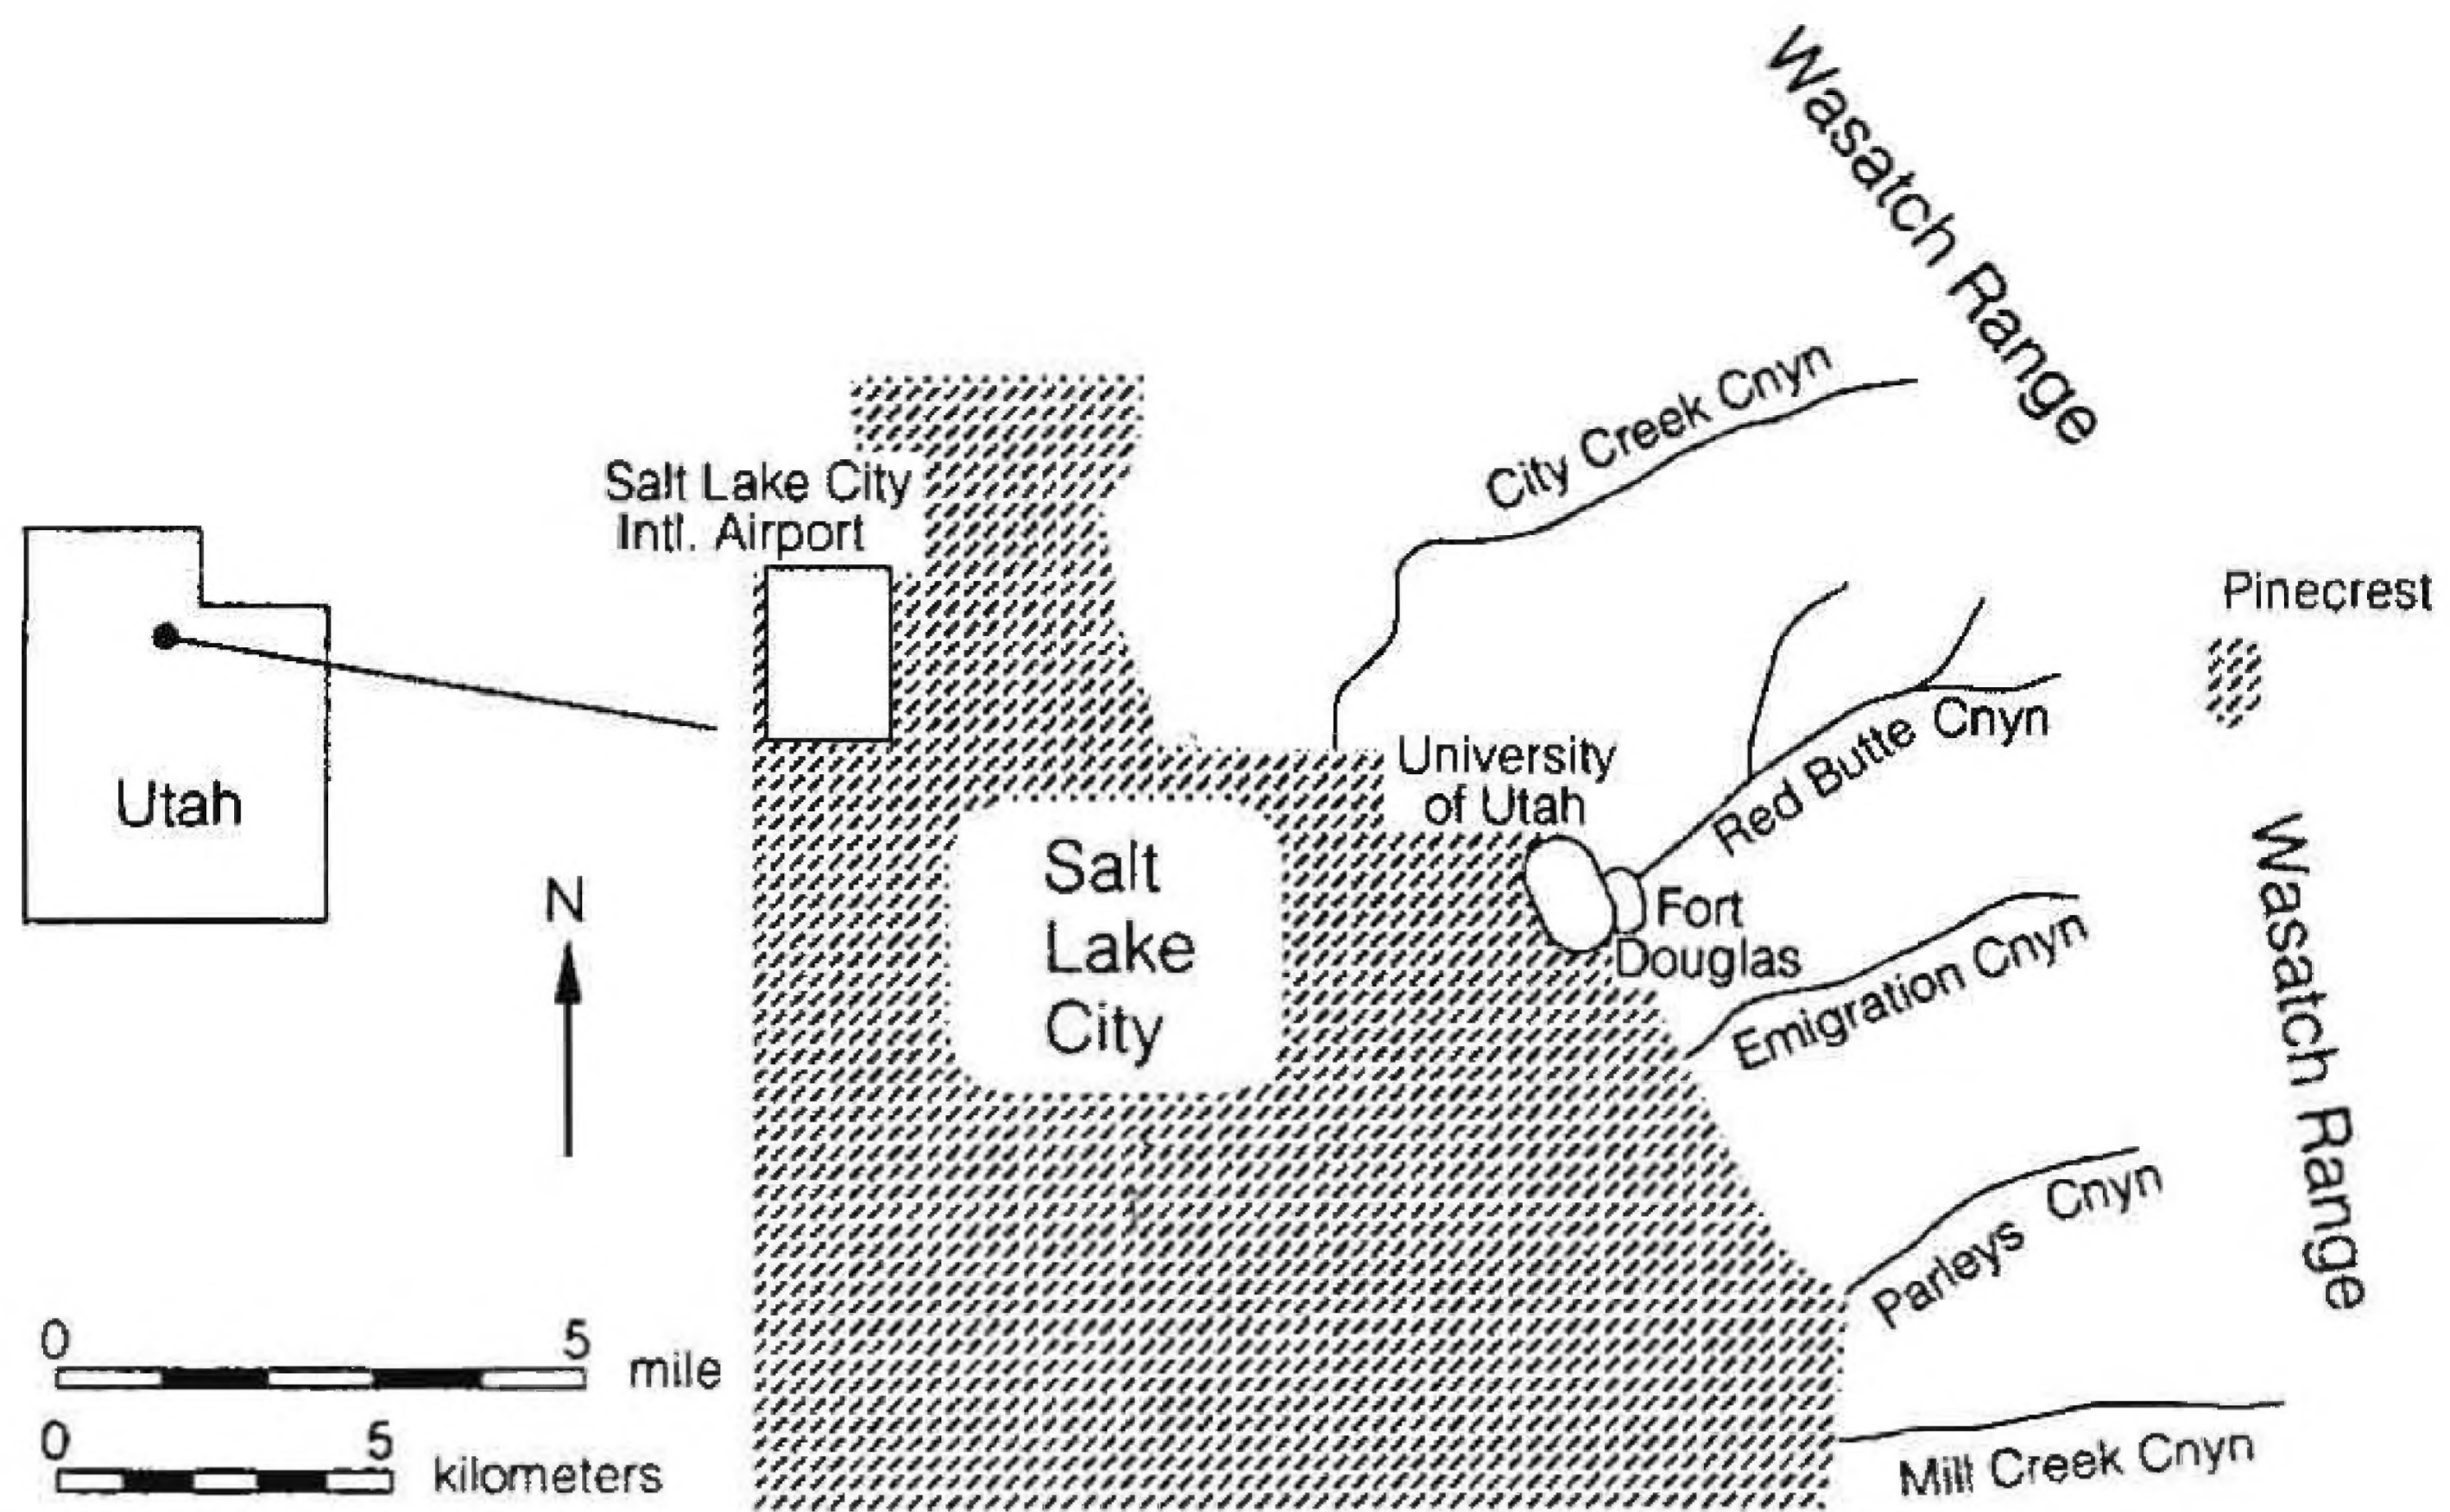 Wasatch Range
City Creek Cnyn
Salt Lake City
Intl. Airport
Pinecrest
University
of Utah
Red Butte Cnyn
Utah
Salt
Lake
City
N
Fort
Douglas
Emigration Cnyn
Wasatch Range
Parleys Cnyn
Mill Creek Cnyn
0 5 mile
0 5 kilometers